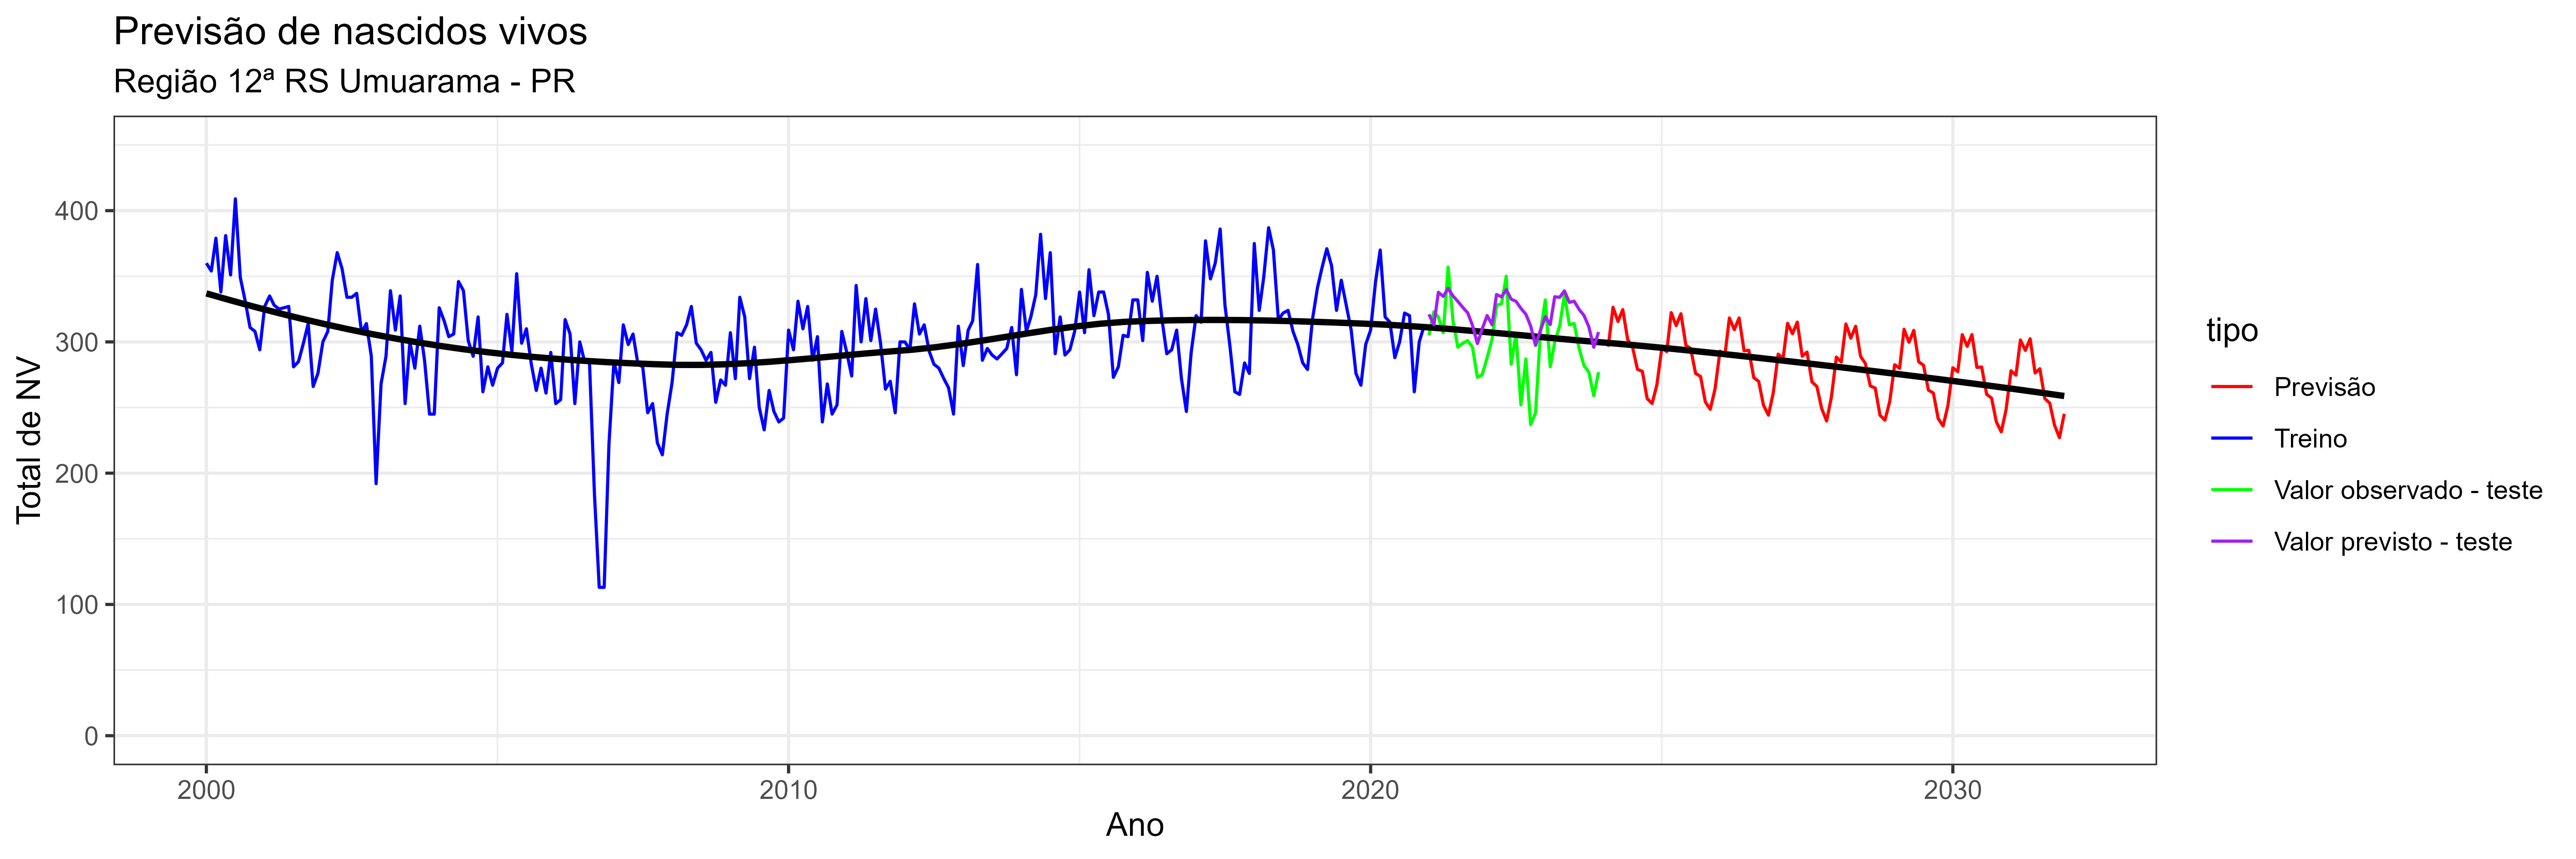 Previsão de nascidos vivos
Região 12ª RS Umuarama - PR
Total de NV
400
300
200
100
0
2000
2010
2020
2030
Ano
tipo
Previsão
Treino
Valor observado - teste
Valor previsto - teste